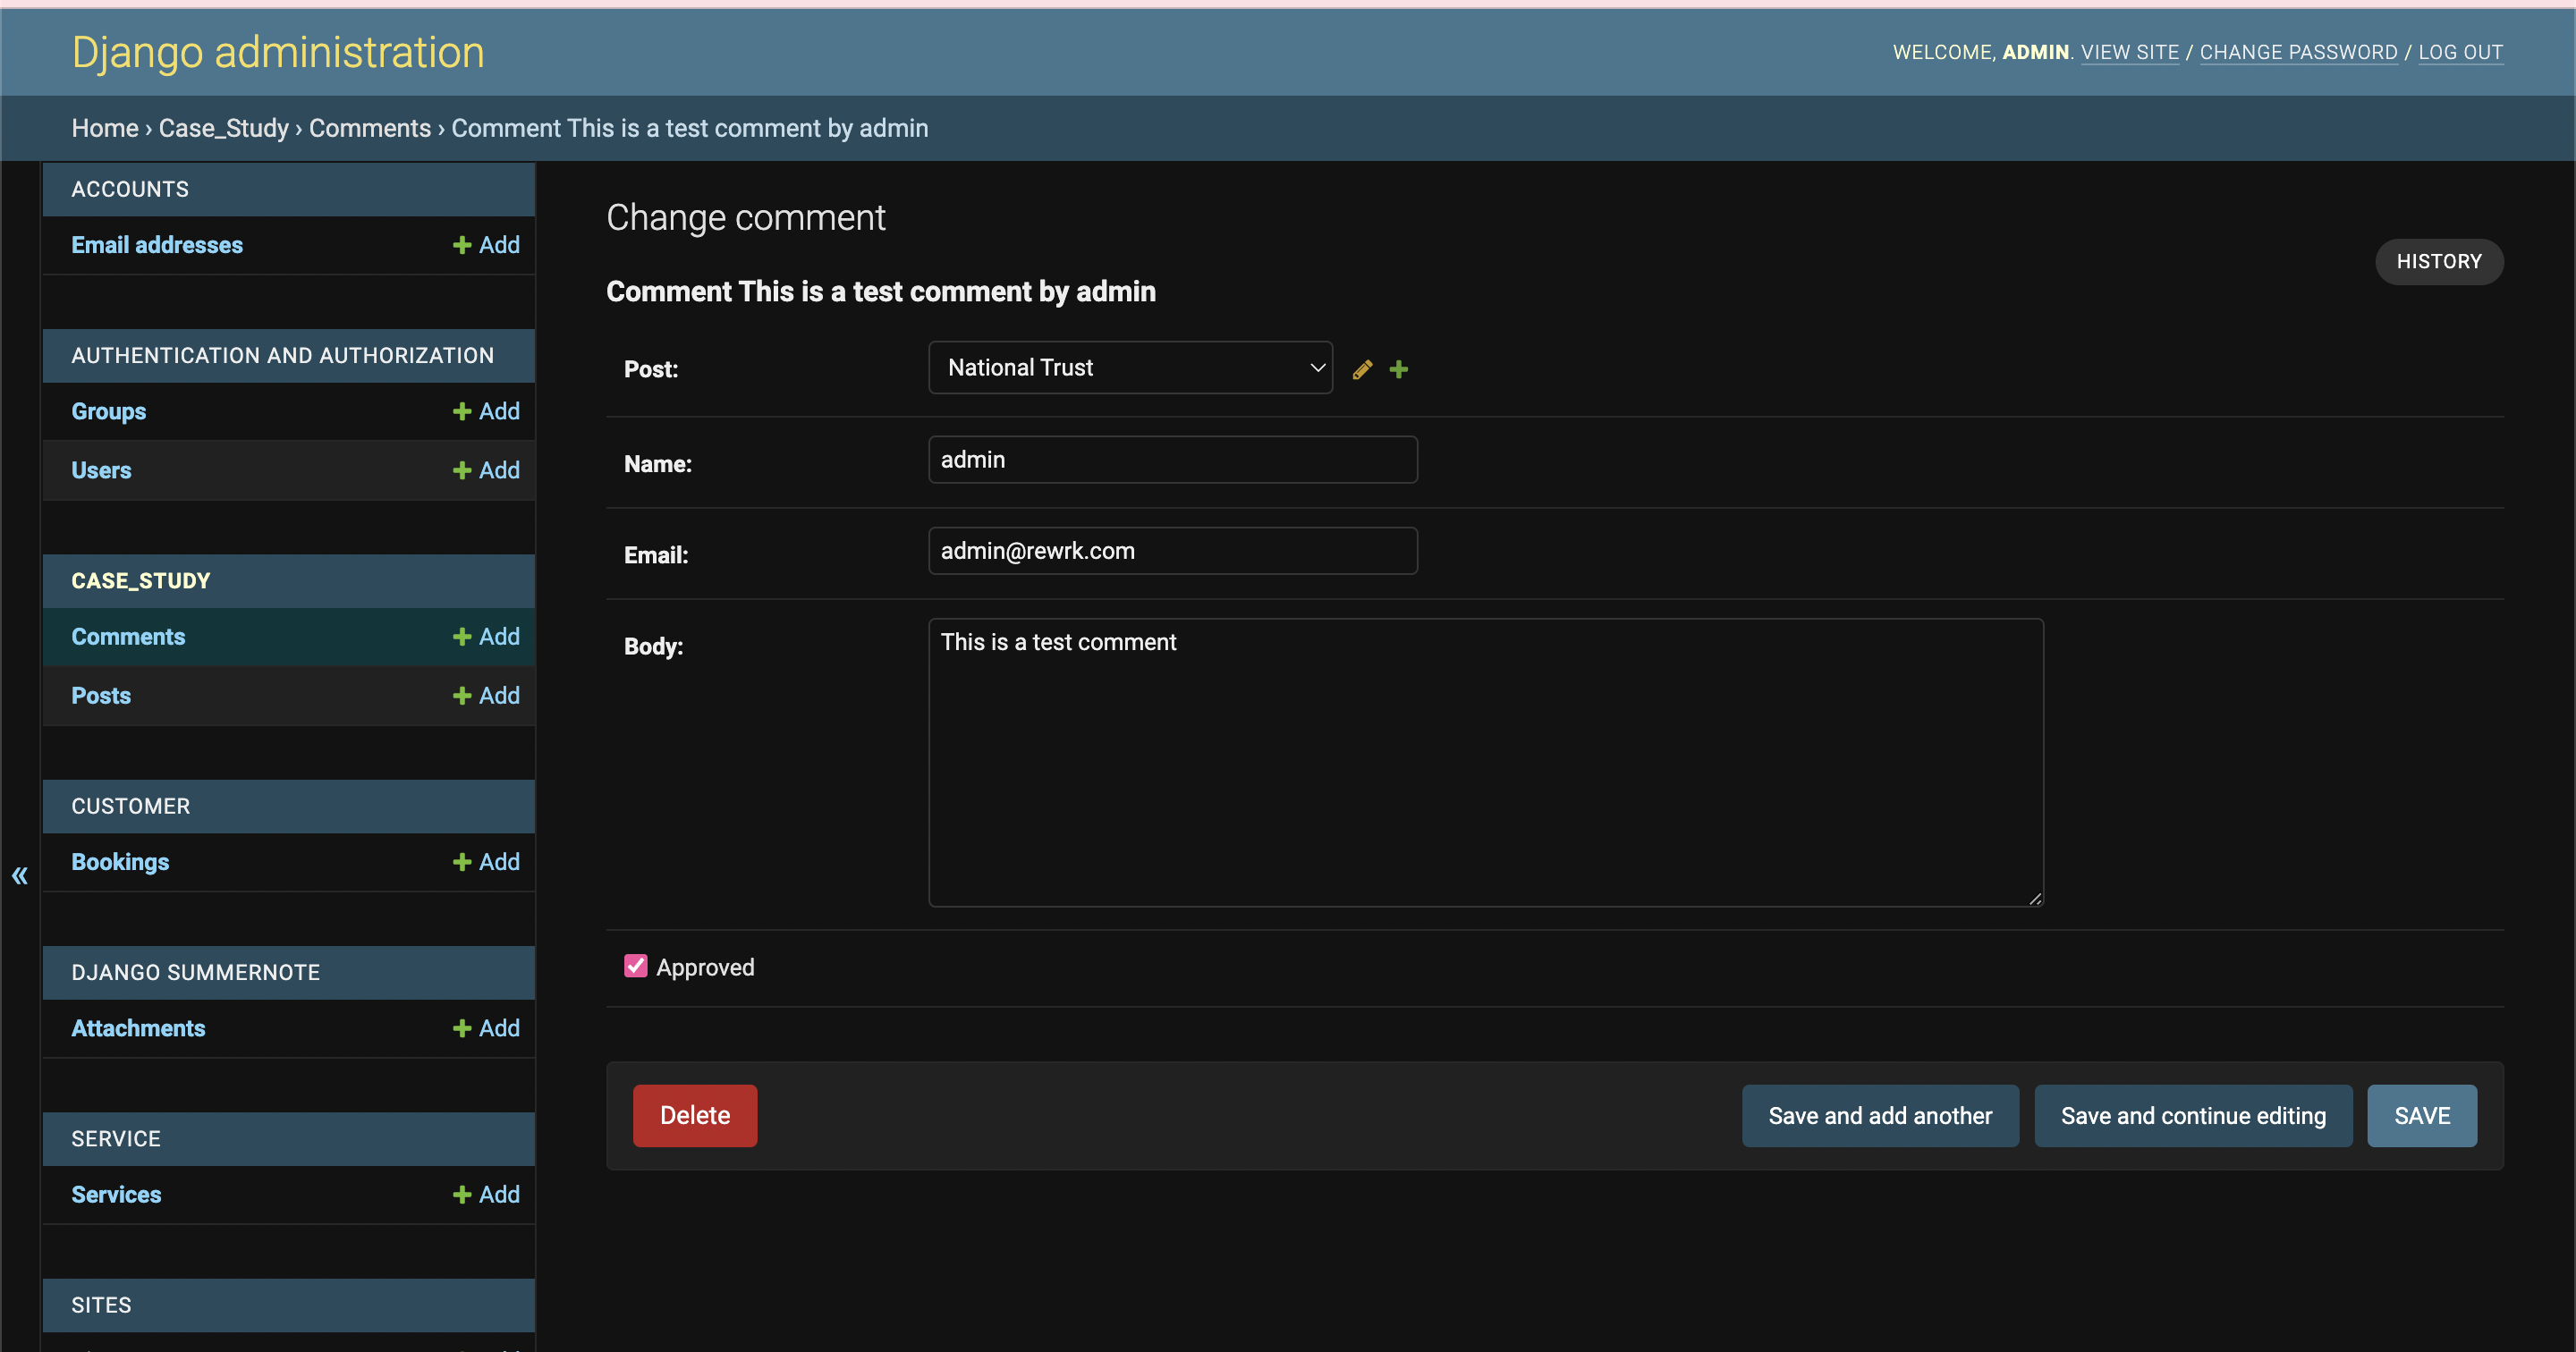 Django administration
WELCOME, ADMIN. VIEW SITE / CHANGE PASSWORD / LOG OUT
Home › Case_Study › Comments › Comment This is a test comment by admin
ACCOUNTS
Email addresses
Add
AUTHENTICATION AND AUTHORIZATION
Groups
Add
Users
Add
CASE_STUDY
Comments
Add
Posts
Add
CUSTOMER
Bookings
Add
DJANGO SUMMERNOTE
Attachments
Add
SERVICE
Services
Add
SITES
«
Change comment
HISTORY
Comment This is a test comment by admin
Post:
National Trust
Name:
admin
Email:
admin@rewrk.com
Body:
This is a test comment
Approved
Delete
Save and add another
Save and continue editing
SAVE